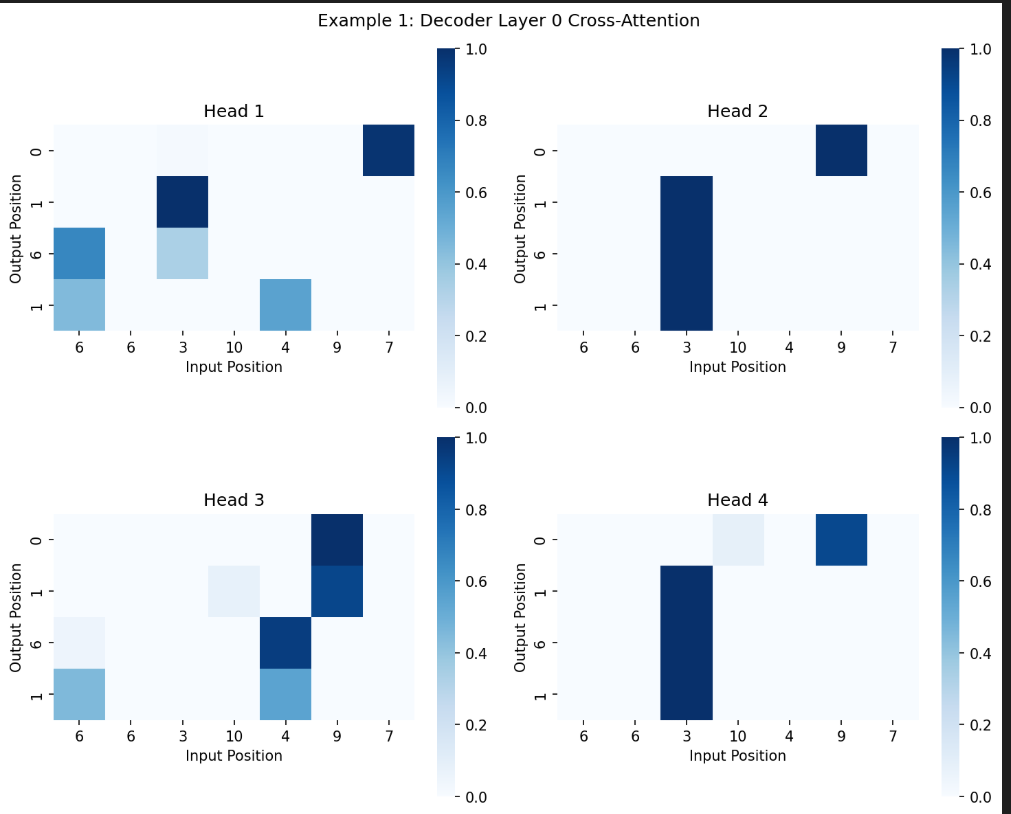 Example 1: Decoder Layer 0 Cross-Attention
Head 1
Output Position
0
1
6
1
6 6 3 10 4 9 7
Input Position
1.0
0.8
0.6
0.4
0.2
0.0
Head 2
Output Position
0
1
6
1
6 6 3 10 4 9 7
Input Position
1.0
0.8
0.6
0.4
0.2
0.0
Head 3
Output Position
0
1
6
1
6 6 3 10 4 9 7
Input Position
1.0
0.8
0.6
0.4
0.2
0.0
Head 4
Output Position
0
1
6
1
6 6 3 10 4 9 7
Input Position
1.0
0.8
0.6
0.4
0.2
0.0